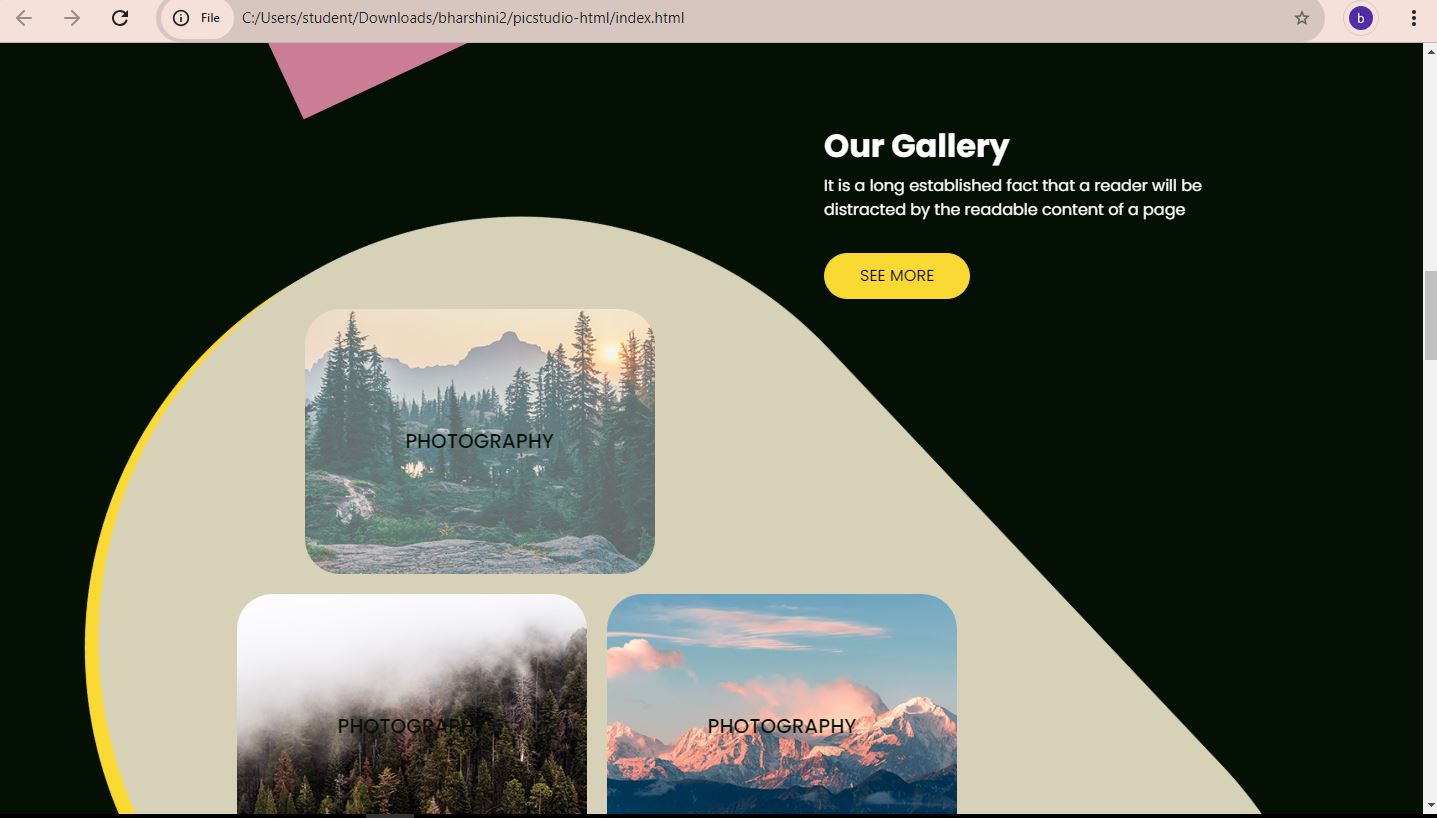 File
C:/Users/student/Downloads/bharshini2/picstudio-html/index.html
b
Our Gallery
It is a long established fact that a reader will be
distracted by the readable content of a page
SEE MORE
PHOTOGRAPHY
PHOTOGRAPHY
PHOTOGRAPHY